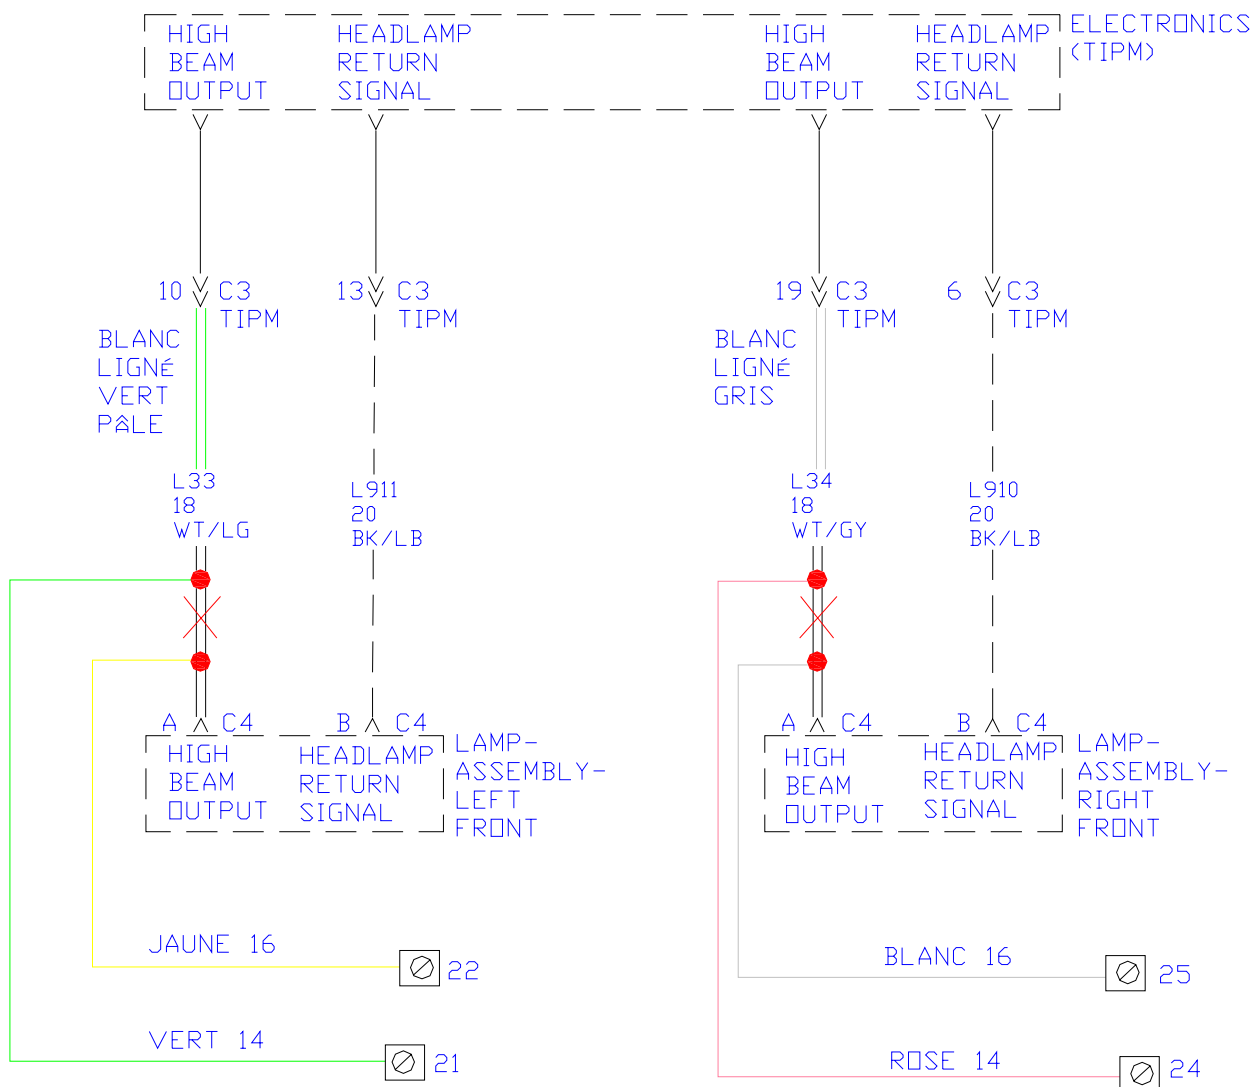 HIGH
BEAM
OUTPUT
HEADLAMP
RETURN
SIGNAL
HIGH
BEAM
OUTPUT
HEADLAMP
RETURN
SIGNAL
ELECTRONICS
(TIPM)
10
C3
TIPM
13
C3
TIPM
19
C3
TIPM
6
C3
TIPM
BLANC
LIGNÉ
VERT
PÂLE
BLANC
LIGNÉ
GRIS
L33
18
WT/LG
L911
20
BK/LB
L34
18
WT/GY
L910
20
BK/LB
A
C4
B
C4
A
C4
B
C4
HIGH
BEAM
OUTPUT
HEADLAMP
RETURN
SIGNAL
LAMP-
ASSEMBLY-
LEFT
FRONT
HIGH
BEAM
OUTPUT
HEADLAMP
RETURN
SIGNAL
LAMP-
ASSEMBLY-
RIGHT
FRONT
JAUNE 16
22
BLANC 16
25
VERT 14
21
ROSE 14
24